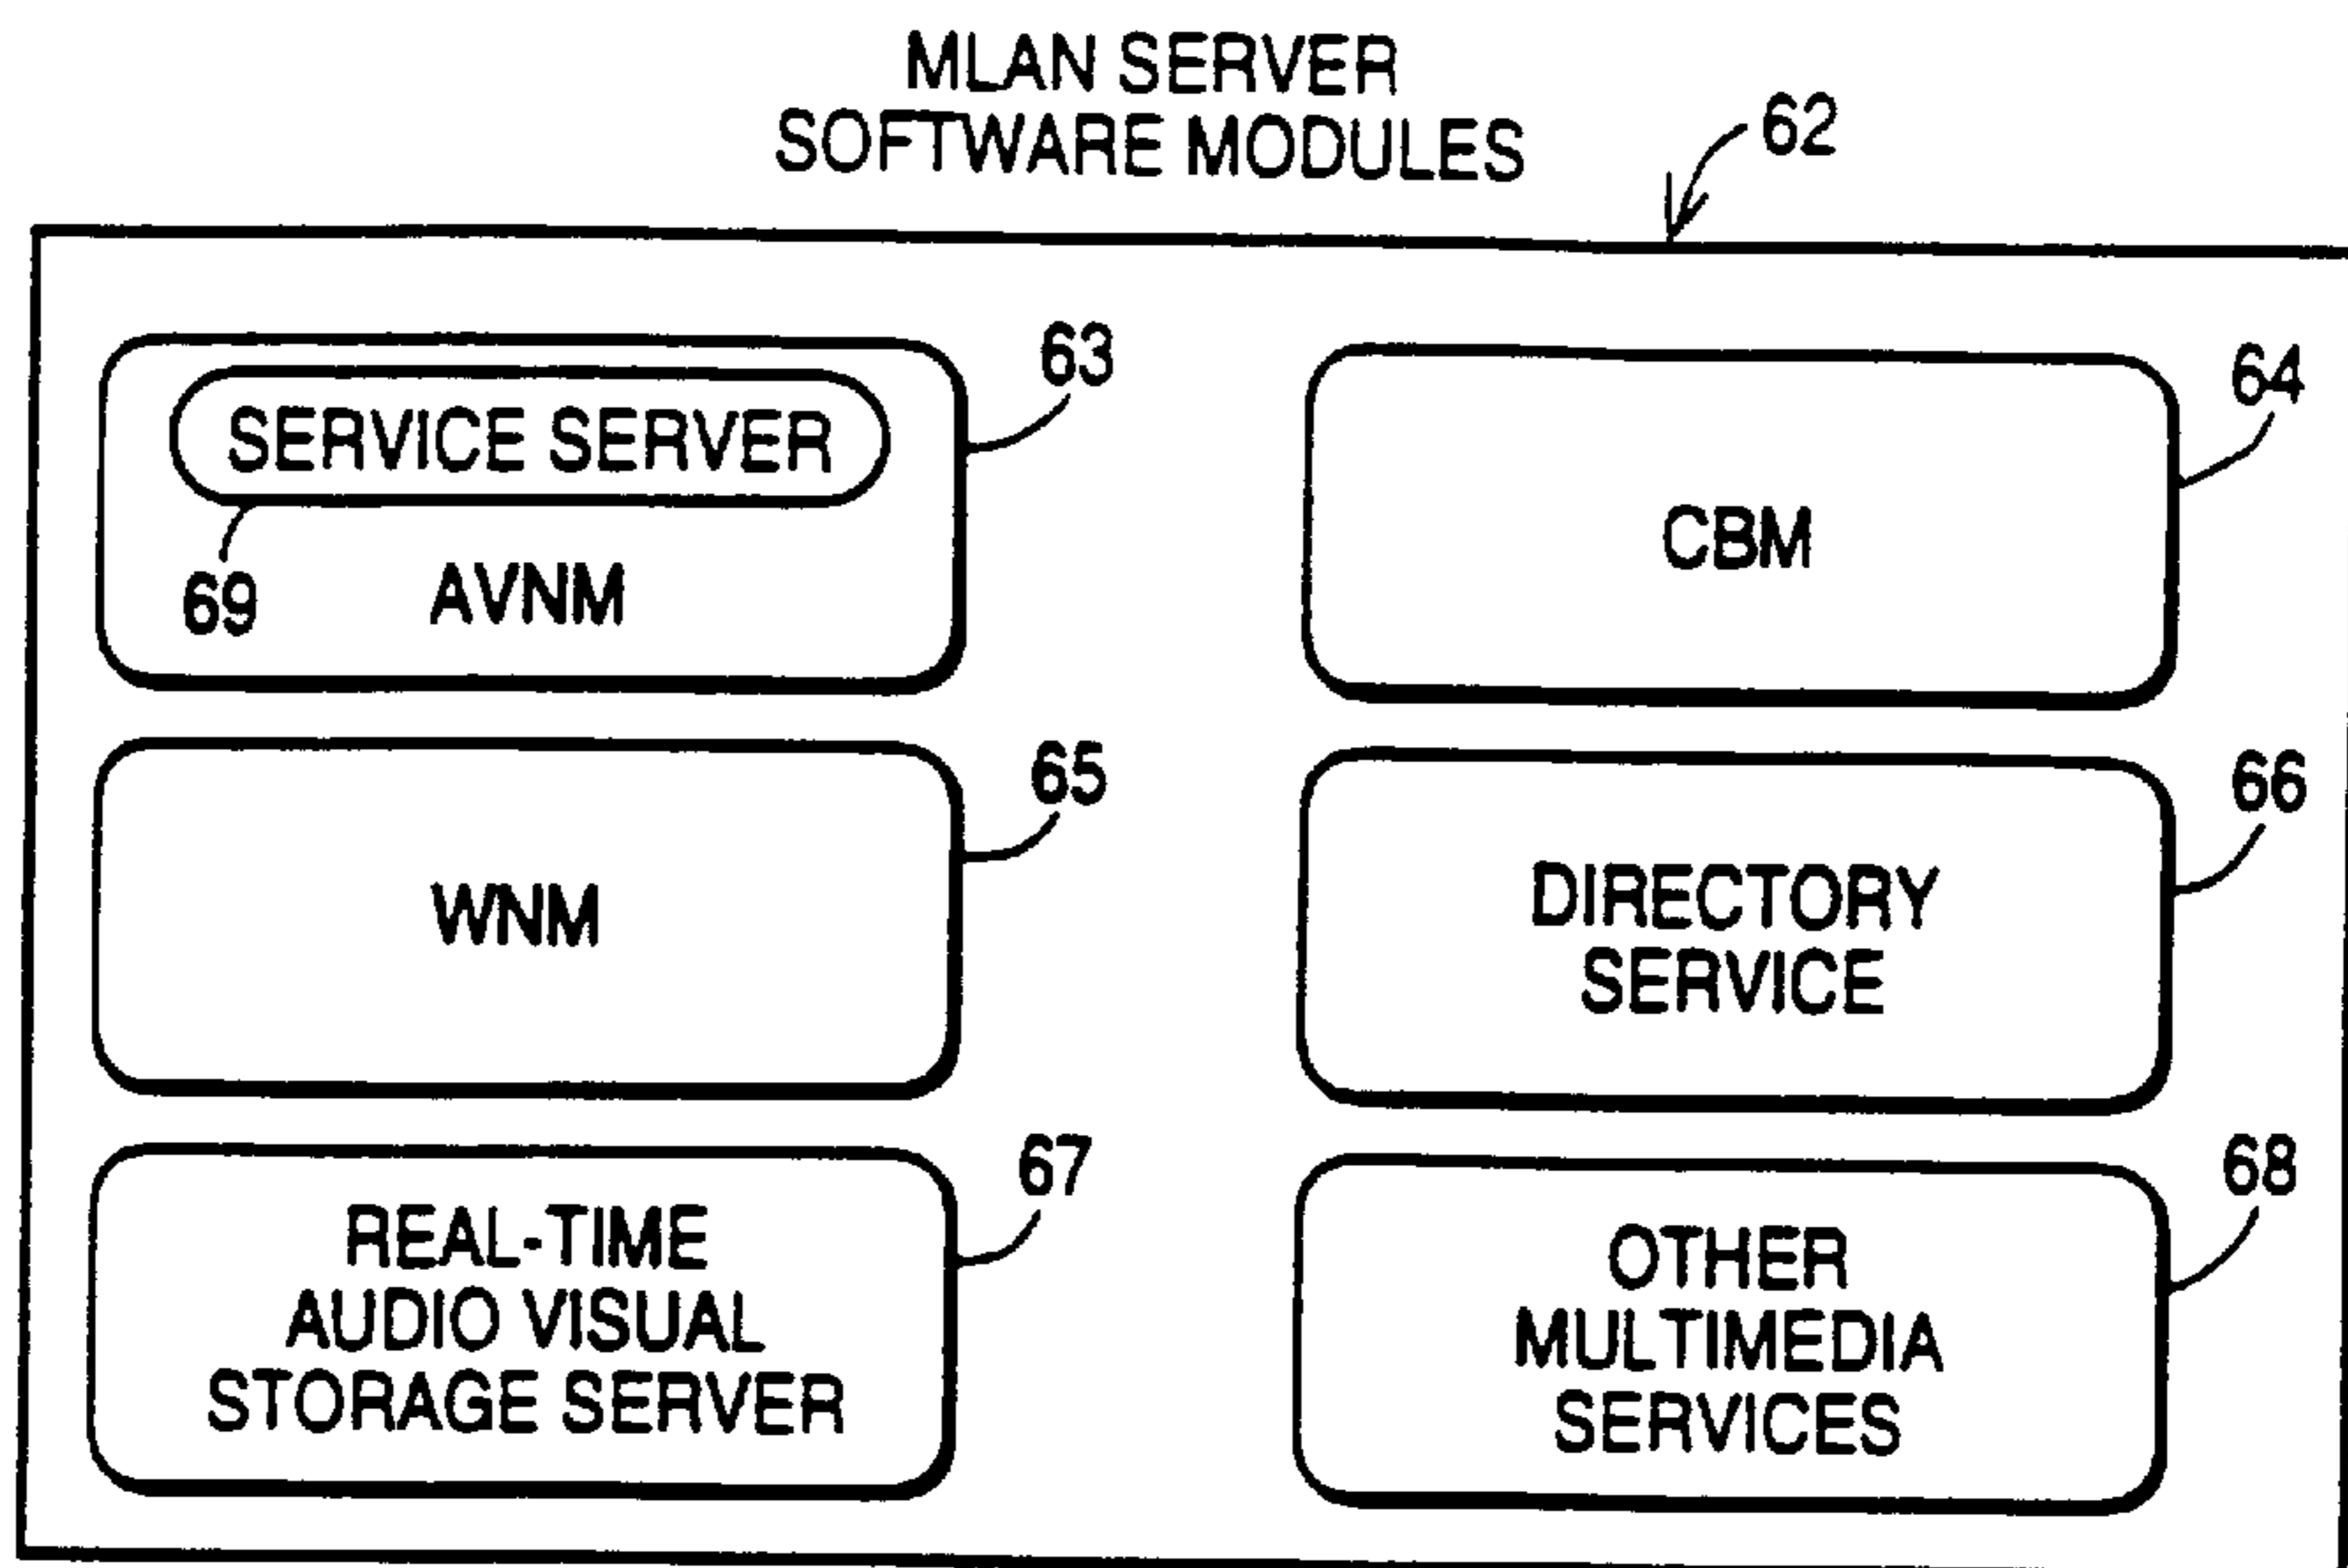 MLAN SERVER
SOFTWARE MODULES
62
63
SERVICE SERVER
69
AVNM
64
CBM
65
WNM
66
DIRECTORY
SERVICE
67
REAL-TIME
AUDIO VISUAL
STORAGE SERVER
68
OTHER
MULTIMEDIA
SERVICES